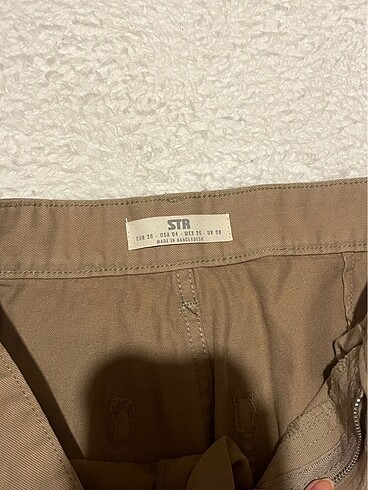 STR
EUR 36 · USA 04 · MEX 26 · UK 08
MADE IN BANGLADESH